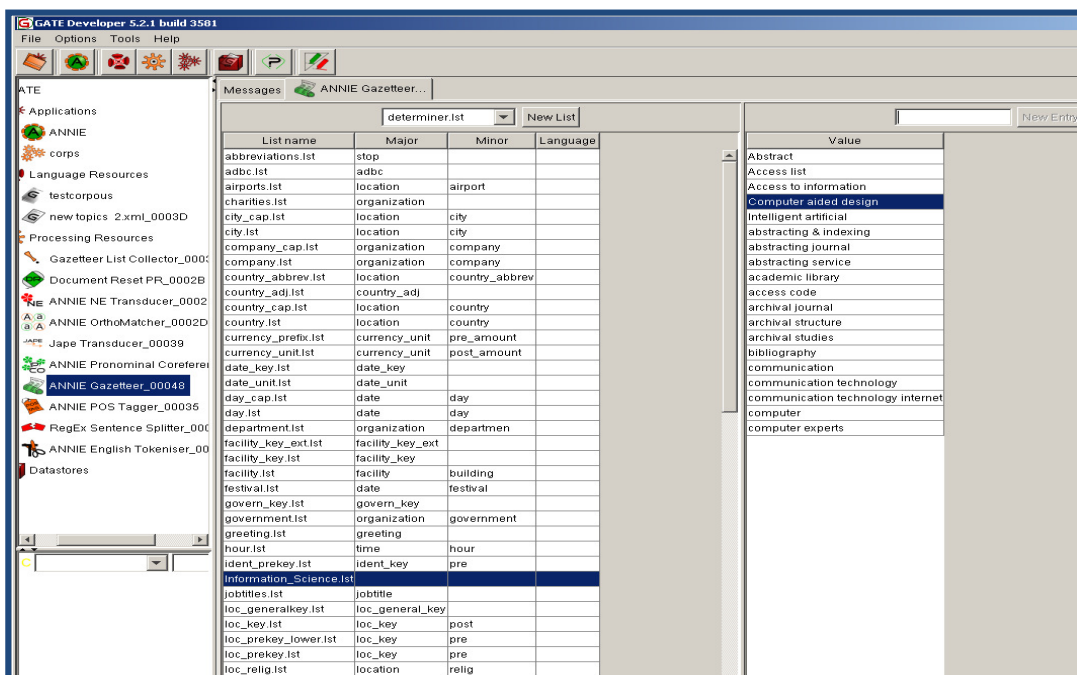 GATE Developer 5.2.1 build 3581
File Options Tools Help
ATE
Applications
ANNIE
corps
Language Resources
testcorpous
new topics 2.xml_0003D
Processing Resources
Gazetteer List Collector_000
Document Reset PR_0002B
ANNIE NE Transducer_0002
ANNIE OrthoMatcher_0002D
Jape Transducer_00039
ANNIE Pronominal Corefere
ANNIE Gazetteer_00048
ANNIE POS Tagger_00035
RegEx Sentence Splitter_00
ANNIE English Tokeniser_00
Datastores
Messages ANNIE Gazetteer...
determiner.lst New List
List name Major Minor Language
abbreviations.lst stop
adbc.lst adbc
airports.lst location airport
charities.lst organization
city_cap.lst location city
city.lst location city
company_cap.lst organization company
company.lst organization company
country_abbrev.lst location country_abbrev
country_adj.lst country_adj
country_cap.lst location country
country.lst location country
currency_prefix.lst currency_unit pre_amount
currency_unit.lst currency_unit post_amount
date_key.lst date_key
date_unit.lst date_unit
day_cap.lst date day
day.lst date day
department.lst organization departmen
facility_key_ext.lst facility_key_ext
facility_key.lst facility_key
facility.lst facility building
festival.lst date festival
govern_key.lst govern_key
government.lst organization government
greeting.lst greeting
hour.lst time hour
ident_prekey.lst ident_key pre
Information_Science.lst
jobtitles.lst jobtitle
loc_generalkey.lst loc_general_key
loc_key.lst loc_key post
loc_prekey_lower.lst loc_key pre
loc_prekey.lst loc_key pre
loc_relig.lst location relig
New Entry
Value
Abstract
Access list
Access to information
Computer aided design
Intelligent artificial
abstracting & indexing
abstracting journal
abstracting service
academic library
access code
archival journal
archival structure
archival studies
bibliography
communication
communication technology
communication technology internet
computer
computer experts